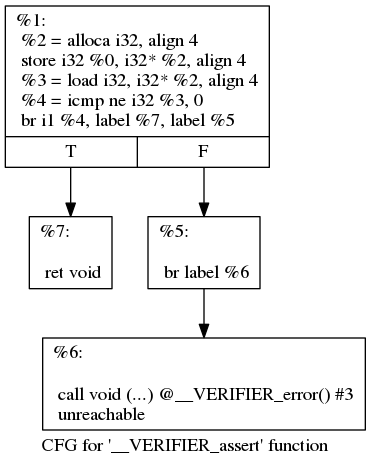 %1:
%2 = alloca i32, align 4
store i32 %0, i32* %2, align 4
%3 = load i32, i32* %2, align 4
%4 = icmp ne i32 %3, 0
br i1 %4, label %7, label %5
T F
%7: %5:
ret void br label %6
%6:
call void (...) @__VERIFIER_error() #3
unreachable
CFG for '__VERIFIER_assert' function